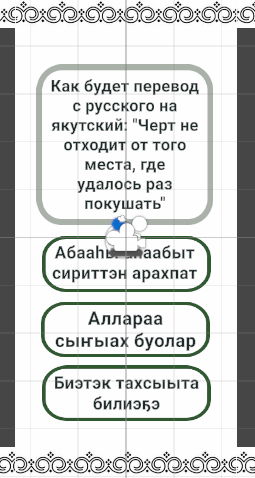 Как будет перевод
с русского на
якутский: "Черт не
отходит от того
места, где
удалось раз
покушать"
сириттэн арахпат
Аллараа
сыҥыах буолар
Биэтэк тахсыыта
билиэҕэ